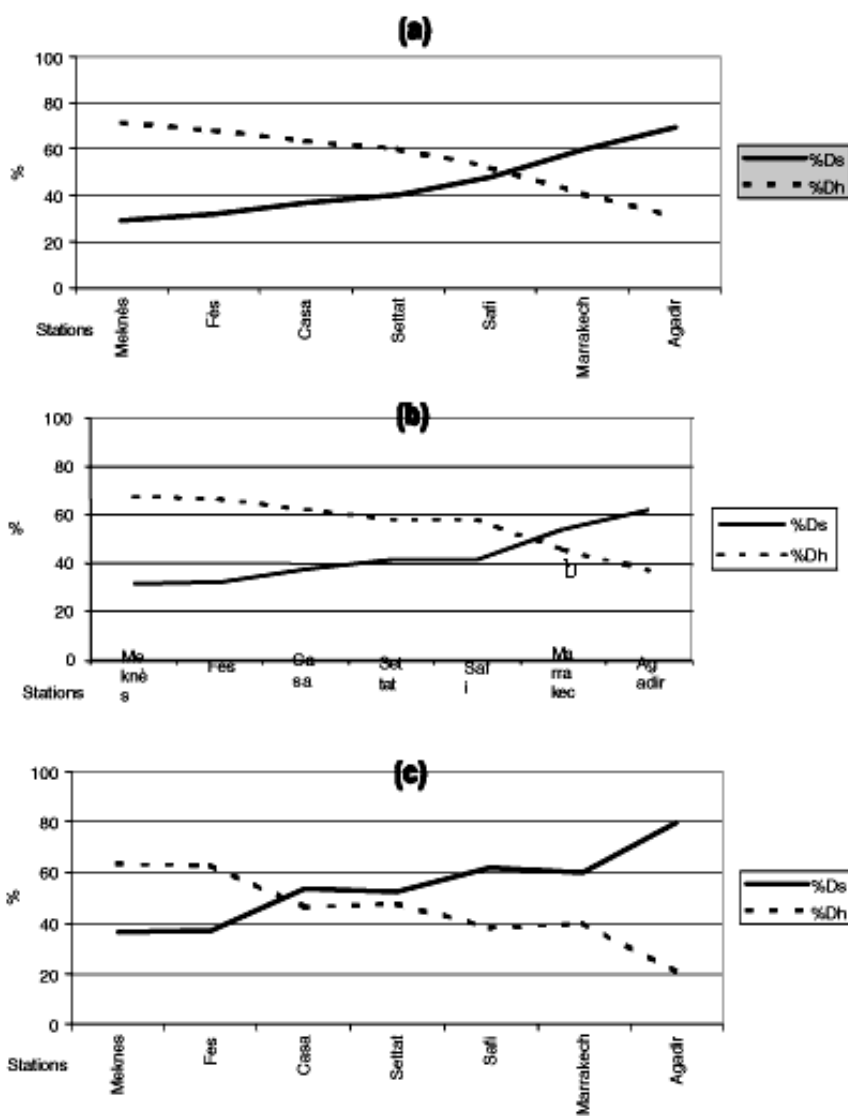 (a)
100
80
60
40
20
0
%
%Ds
%Dh
Stations
Meknès
Fès
Casa
Settat
Safi
Marrakech
Agadir
(b)
100
80
60
40
20
0
%
%Ds
%Dh
Stations
Me
knè
s
Fes
Ca
sa
Set
tat
Saf
i
Ma
rra
kec
Ag
adir
(c)
100
80
60
40
20
0
%
%Ds
%Dh
Stations
Meknes
Fes
Casa
Settat
Safi
Marrakech
Agadir